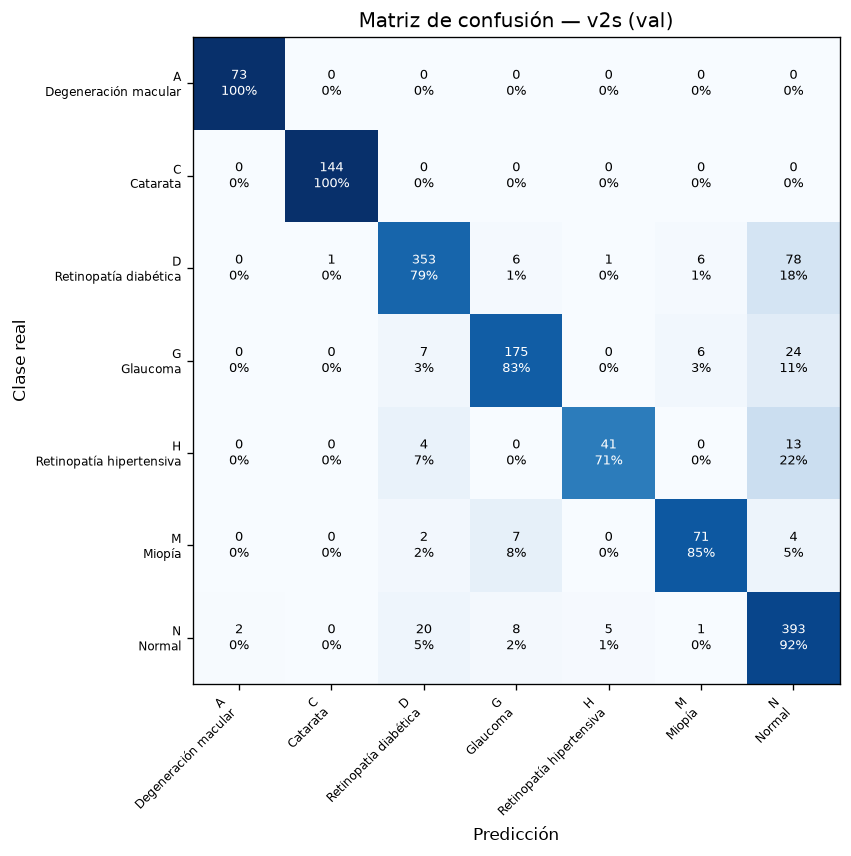 Matriz de confusión — v2s (val)
A
Degeneración macular
73 0 0 0 0 0 0
100% 0% 0% 0% 0% 0% 0%
C
Catarata
0 144 0 0 0 0 0
0% 100% 0% 0% 0% 0% 0%
D
Retinopatía diabética
0 1 353 6 1 6 78
0% 0% 79% 1% 0% 1% 18%
G
Glaucoma
0 0 7 175 0 6 24
0% 0% 3% 83% 0% 3% 11%
H
Retinopatía hipertensiva
0 0 4 0 41 0 13
0% 0% 7% 0% 71% 0% 22%
M
Miopía
0 0 2 7 0 71 4
0% 0% 2% 8% 0% 85% 5%
N
Normal
2 0 20 8 5 1 393
0% 0% 5% 2% 1% 0% 92%
Clase real
A
Degeneración macular
C
Catarata
D
Retinopatía diabética
G
Glaucoma
H
Retinopatía hipertensiva
M
Miopía
N
Normal
Predicción